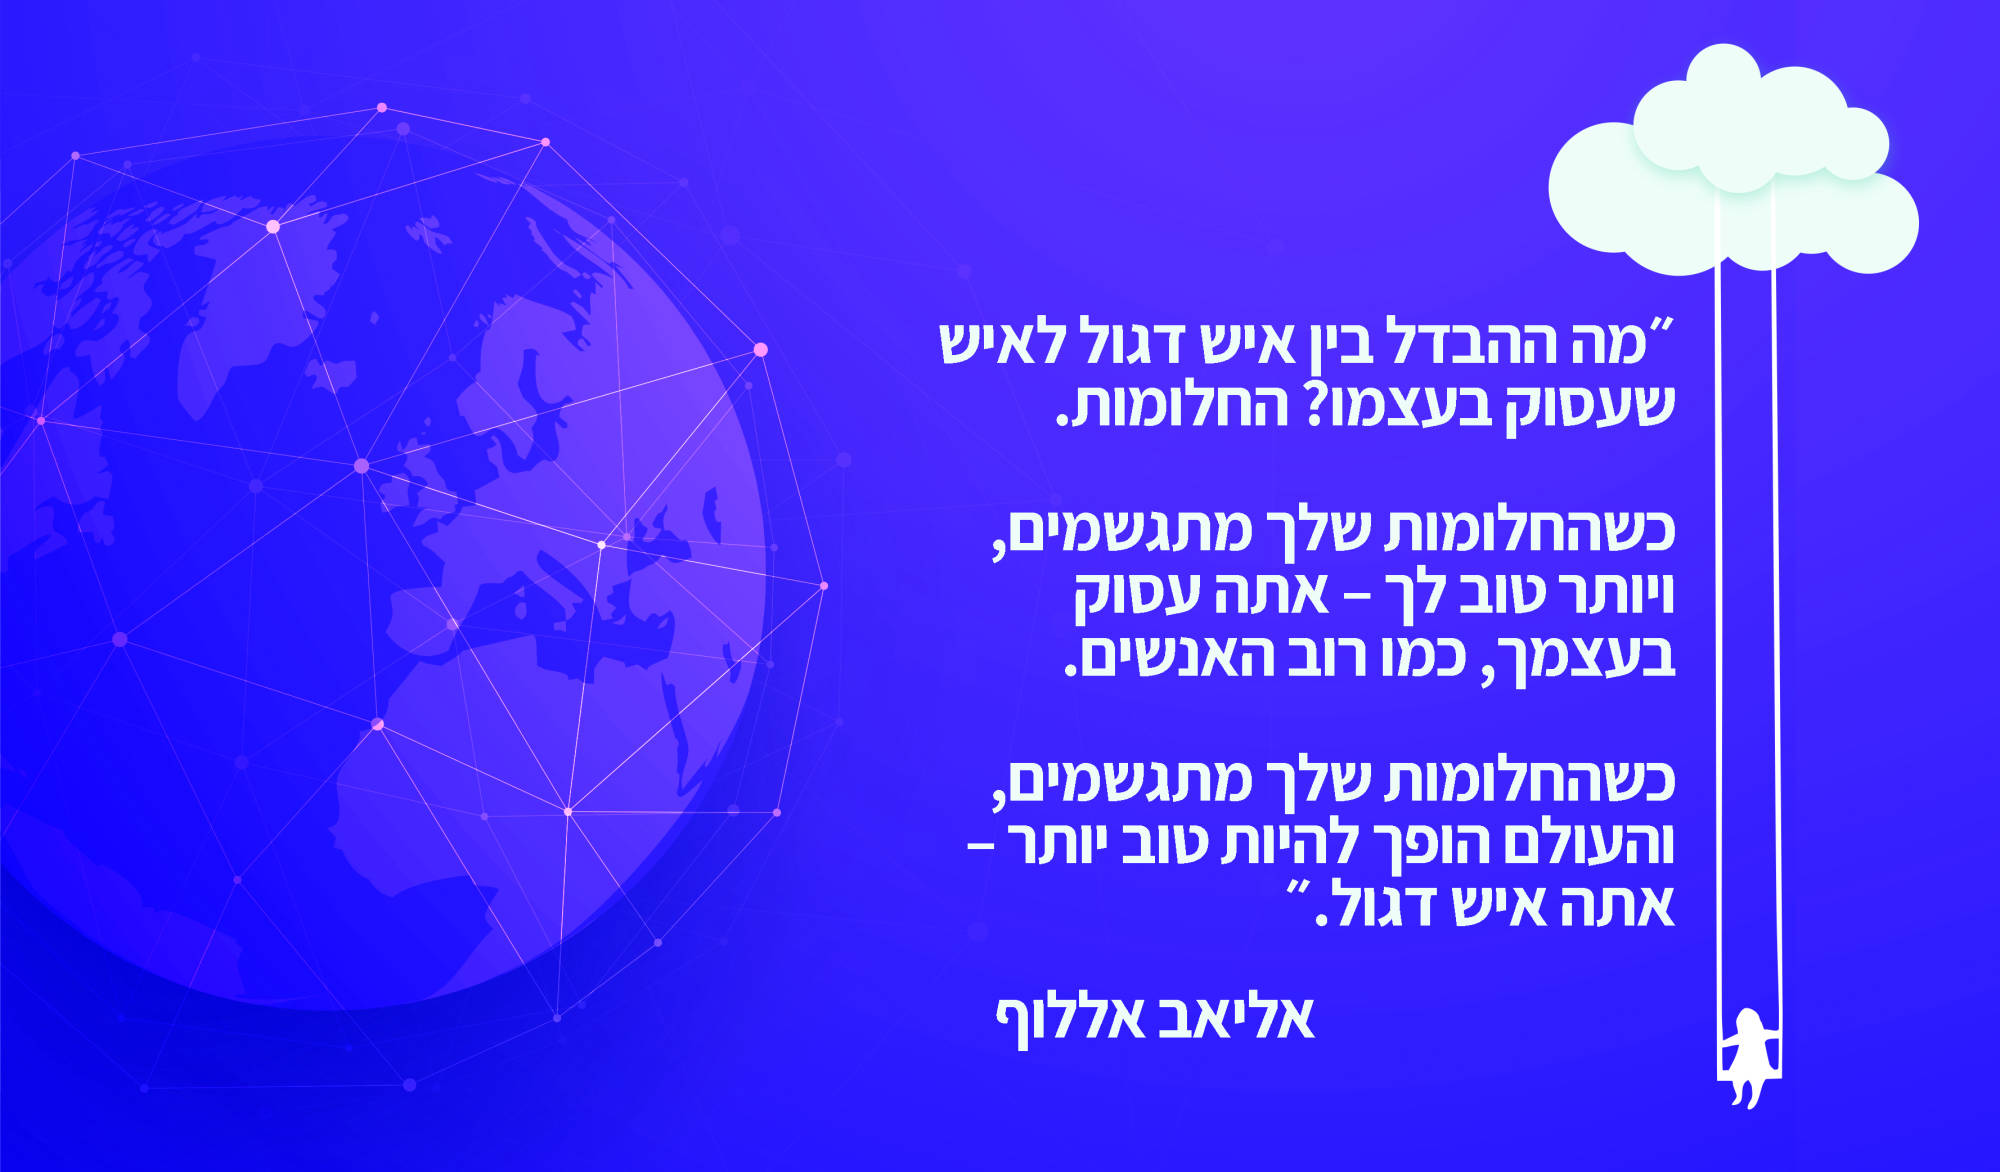 ״מה ההבדל בין איש דגול לאיש
שעסוק בעצמו? החלומות.
כשהחלומות שלך מתגשמים,
ויותר טוב לך – אתה עסוק
בעצמך, כמו רוב האנשים.
כשהחלומות שלך מתגשמים,
והעולם הופך להיות טוב יותר –
אתה איש דגול.״
אליאב אללוף